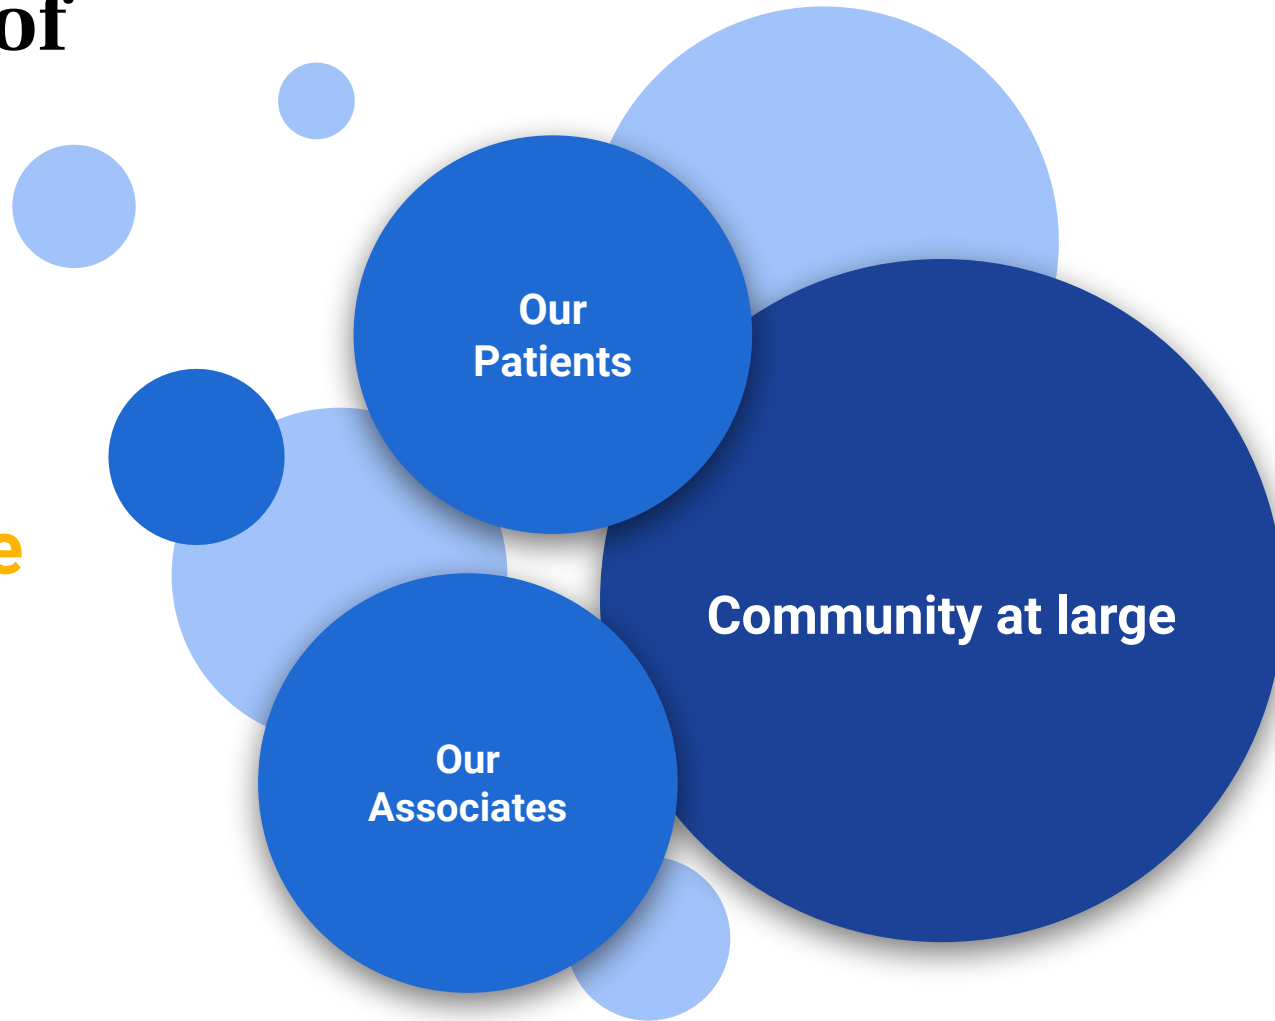 of
Our
Patients
e
Community at large
Our
Associates